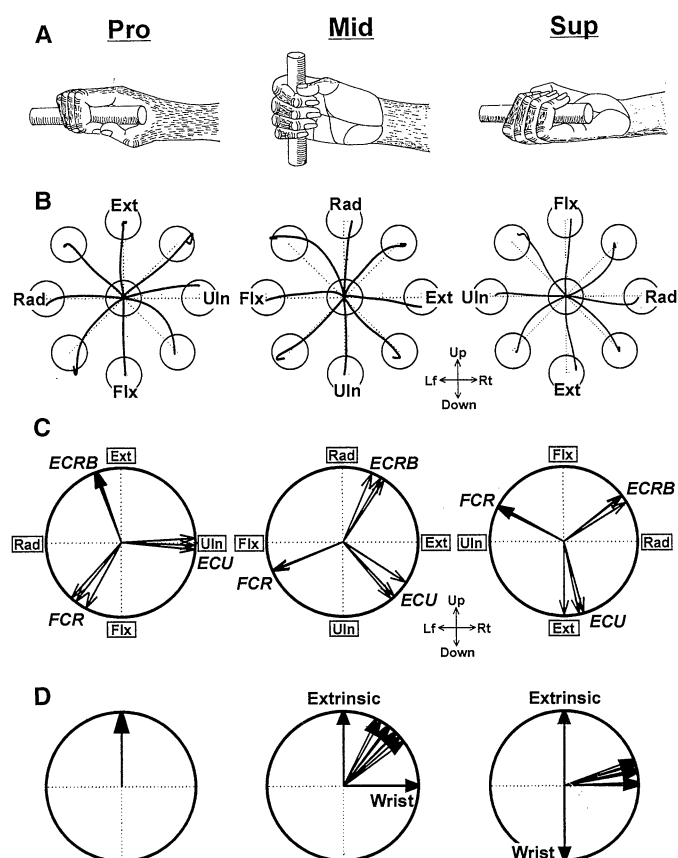 A Pro Mid Sup
B
Ext Rad Flx
Rad Uln Flx Ext Uln Rad
Flx Uln Ext
Up
Lf Rt
Down
C
Ext Rad Flx
ECRB ECRB ECRB
FCR
Rad Uln Flx Ext Uln Rad
ECU
FCR
ECU
FCR
Flx Uln Ext ECU
Up
Lf Rt
Down
D
Extrinsic Extrinsic
Wrist
Wrist